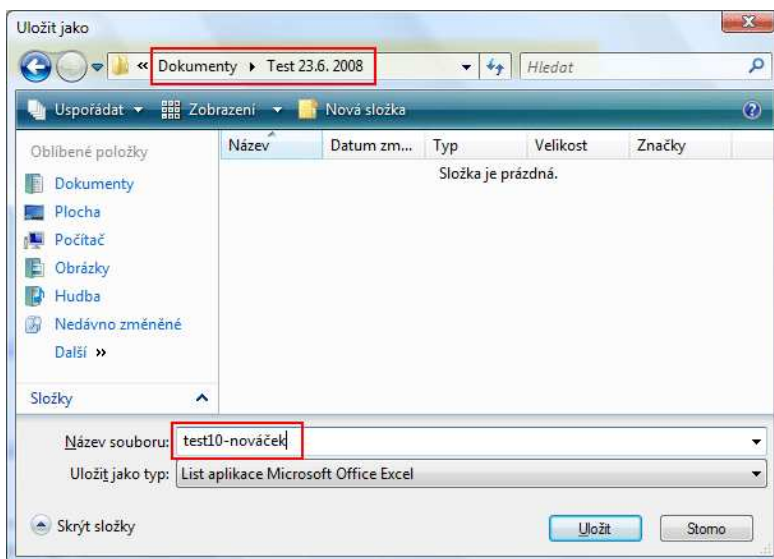 Uložit jako
« Dokumenty ▸ Test 23.6. 2008 Hledat
Uspořádat Zobrazení Nová složka
Oblíbené položky Název Datum zm... Typ Velikost Značky
Složka je prázdná.
Dokumenty
Plocha
Počítač
Obrázky
Hudba
Nedávno změněné
Další »
Složky
Název souboru: test10-nováček
Uložit jako typ: List aplikace Microsoft Office Excel
Skrýt složky Uložit Storno